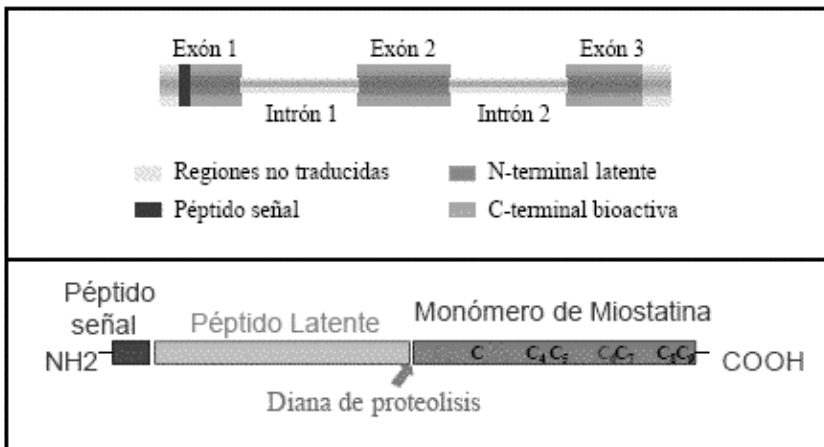 Exón 1 Exón 2 Exón 3
Intrón 1 Intrón 2
Regiones no traducidas N-terminal latente
Péptido señal C-terminal bioactiva
Péptido
señal
Péptido Latente
Monómero de Miostatina
NH2 C C₄ C₅ C₇ C₈ COOH
Diana de proteolisis